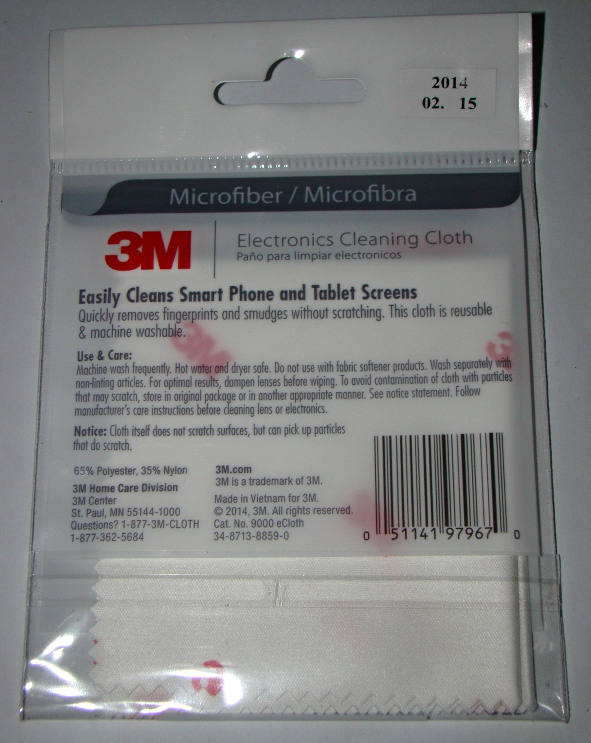 2014
02. 15
Microfiber / Microfibra
3M
Electronics Cleaning Cloth
Paño para limpiar electronicos
Easily Cleans Smart Phone and Tablet Screens
Quickly removes fingerprints and smudges without scratching. This cloth is reusable
& machine washable.
Use & Care:
Machine wash frequently. Hot water and dryer safe. Do not use with fabric softener products. Wash separately with
non-linting articles. For optimal results, dampen lenses before wiping. To avoid contamination of cloth with particles
that may scratch, store in original package or in another appropriate manner. See notice statement. Follow
manufacturer's care instructions before cleaning lens or electronics.
Notice: Cloth itself does not scratch surfaces, but can pick up particles
that do scratch.
65% Polyester, 35% Nylon
3M Home Care Division
3M Center
St. Paul, MN 55144-1000
Questions? 1-877-3M-CLOTH
1-877-362-5684
3M.com
3M is a trademark of 3M.
Made in Vietnam for 3M.
© 2014, 3M. All rights reserved.
Cat. No. 9000 eCloth
34-8713-8859-0
0 51141 97967 0
3M